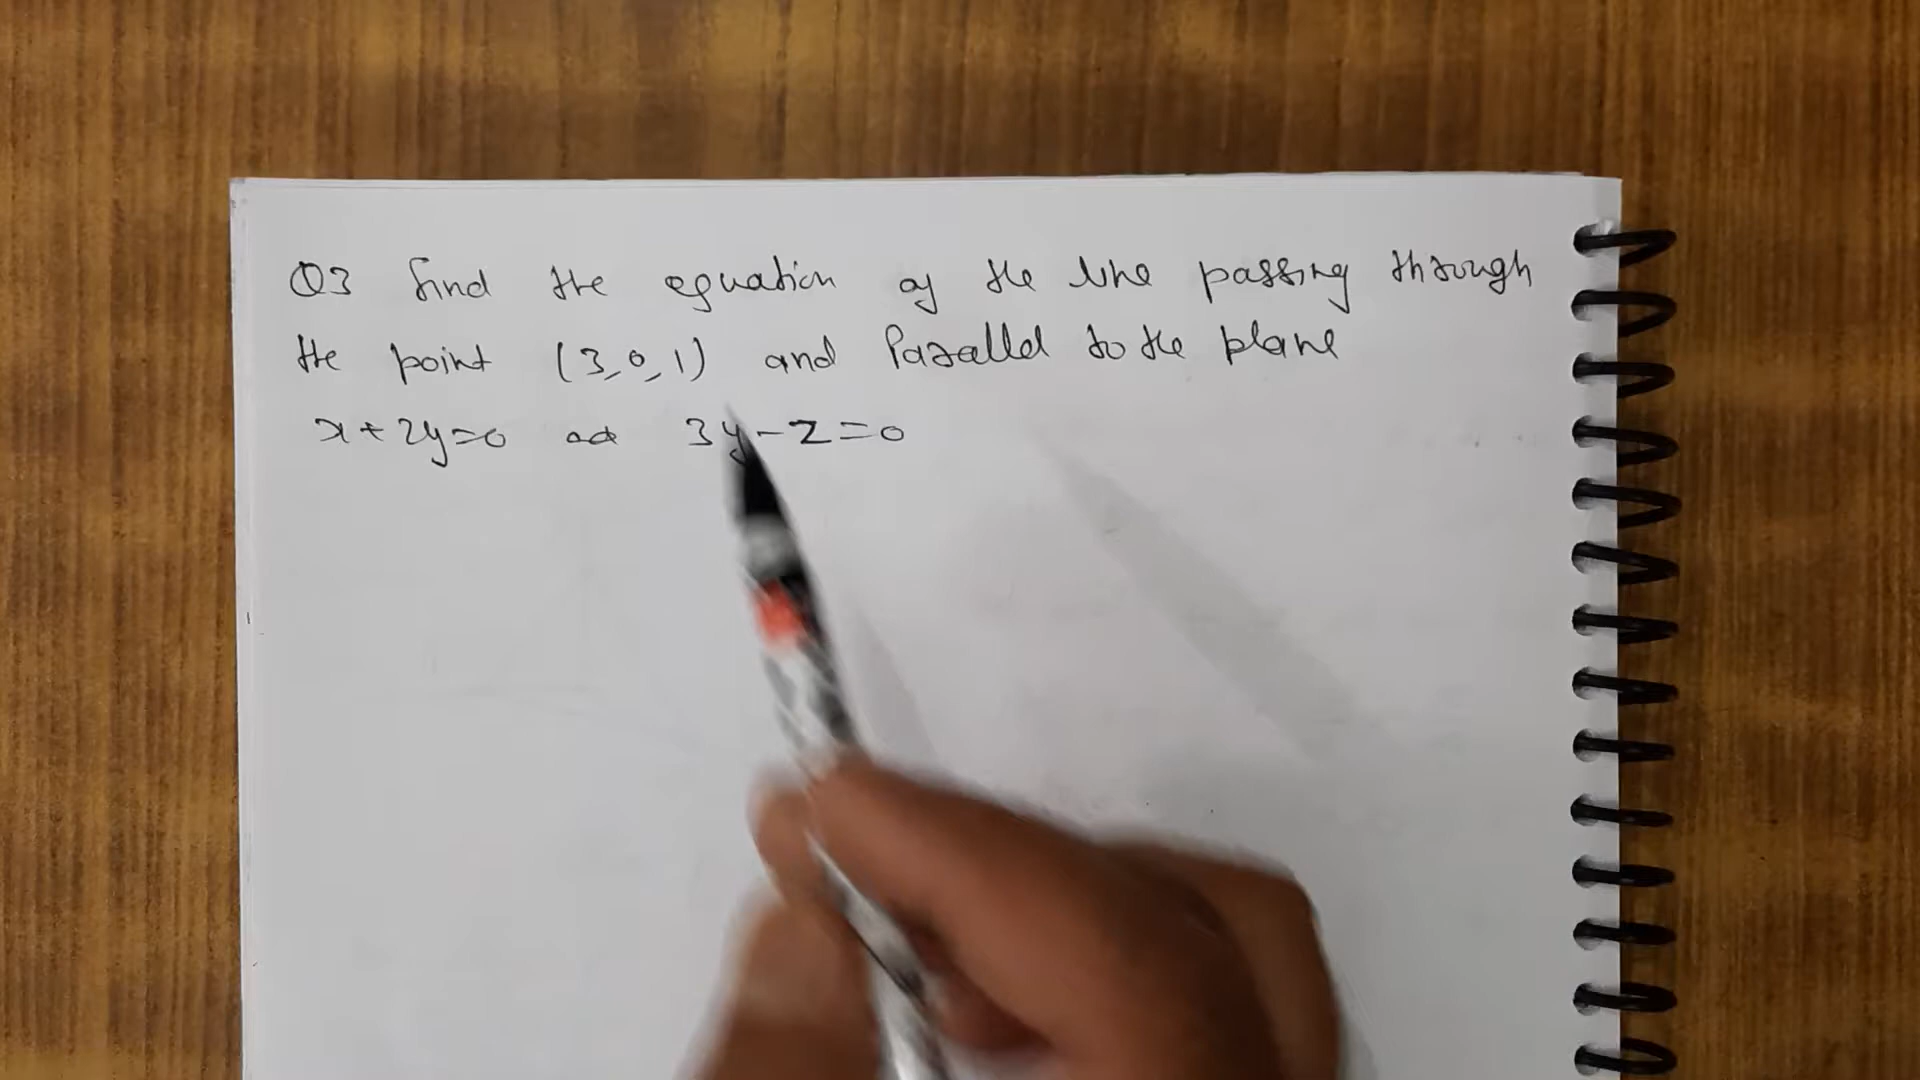 Q3 find the equation of the line passing through
the point (3,0,1) and Parallel to the plane
x+2y=0 and 3y-z=0